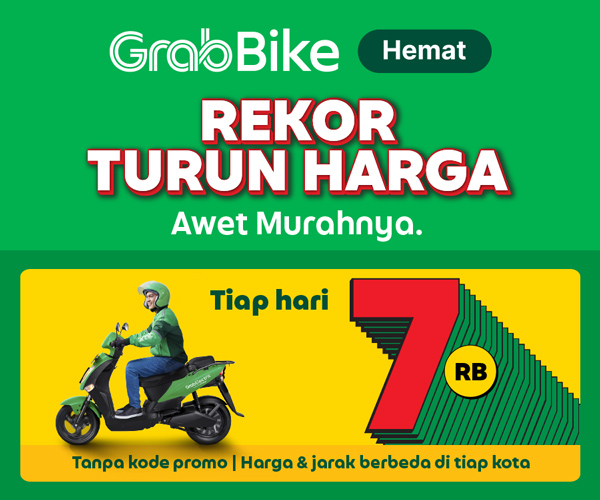 GrabBike Hemat
REKOR
TURUN HARGA
Awet Murahnya.
Tiap hari
7
RB
Tanpa kode promo | Harga & jarak berbeda di tiap kota